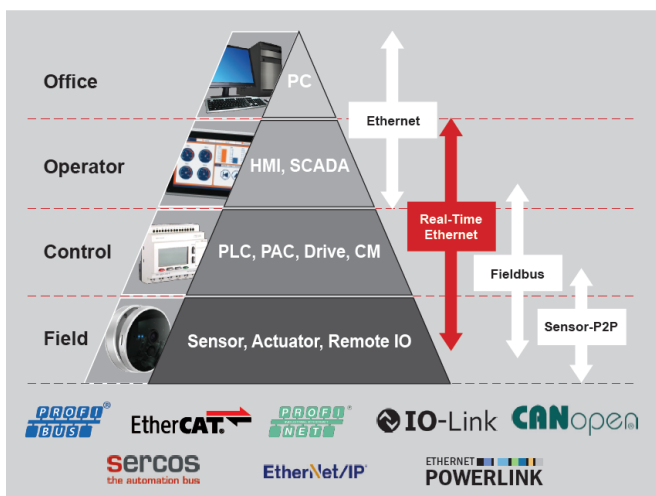 Office
PC
Ethernet
Operator
HMI, SCADA
Real-Time
Ethernet
Control
PLC, PAC, Drive, CM
Fieldbus
Field
Sensor, Actuator, Remote IO
Sensor-P2P
PROFI®
BUS
EtherCAT®
PROFI®
NET
IO-Link
CANopen®
sercos
the automation bus
EtherNet/IP®
ETHERNET
POWERLINK